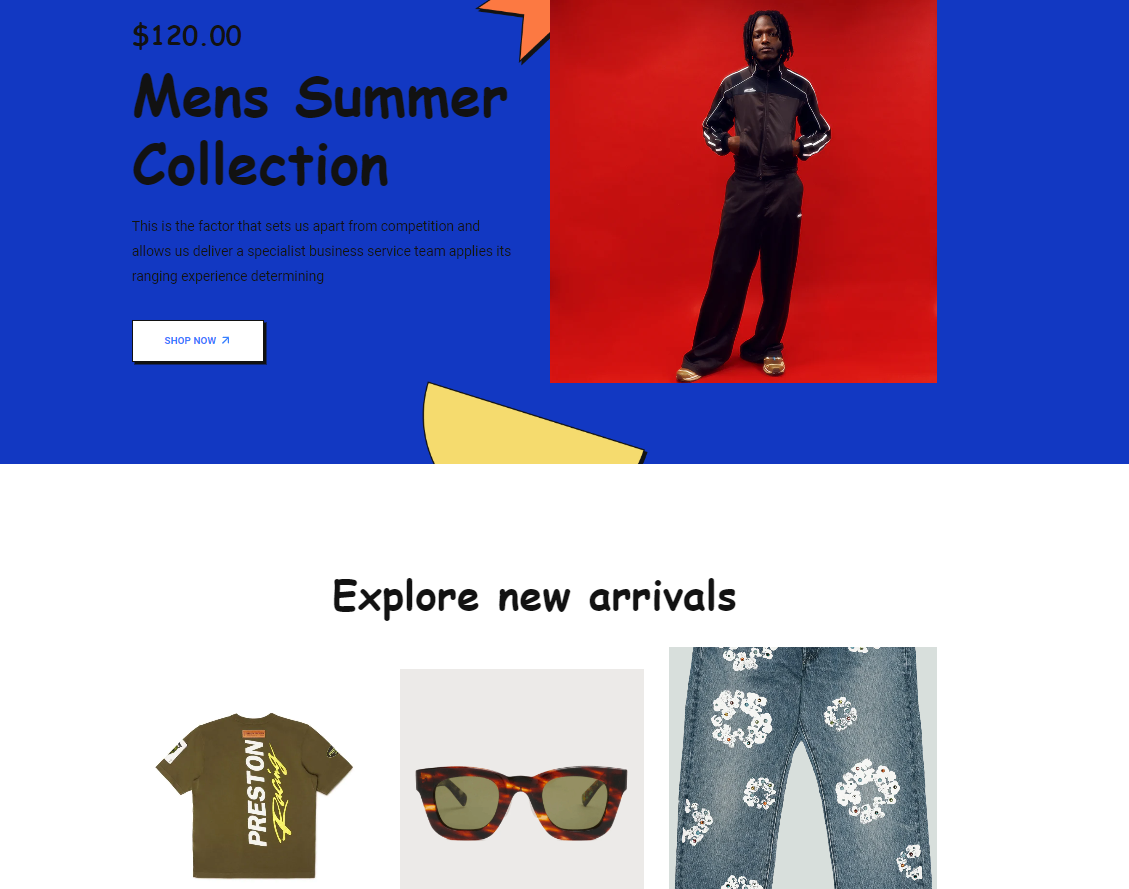 $120.00
Mens Summer
Collection
This is the factor that sets us apart from competition and
allows us deliver a specialist business service team applies its
ranging experience determining
SHOP NOW
Explore new arrivals
PRESTON
Racing